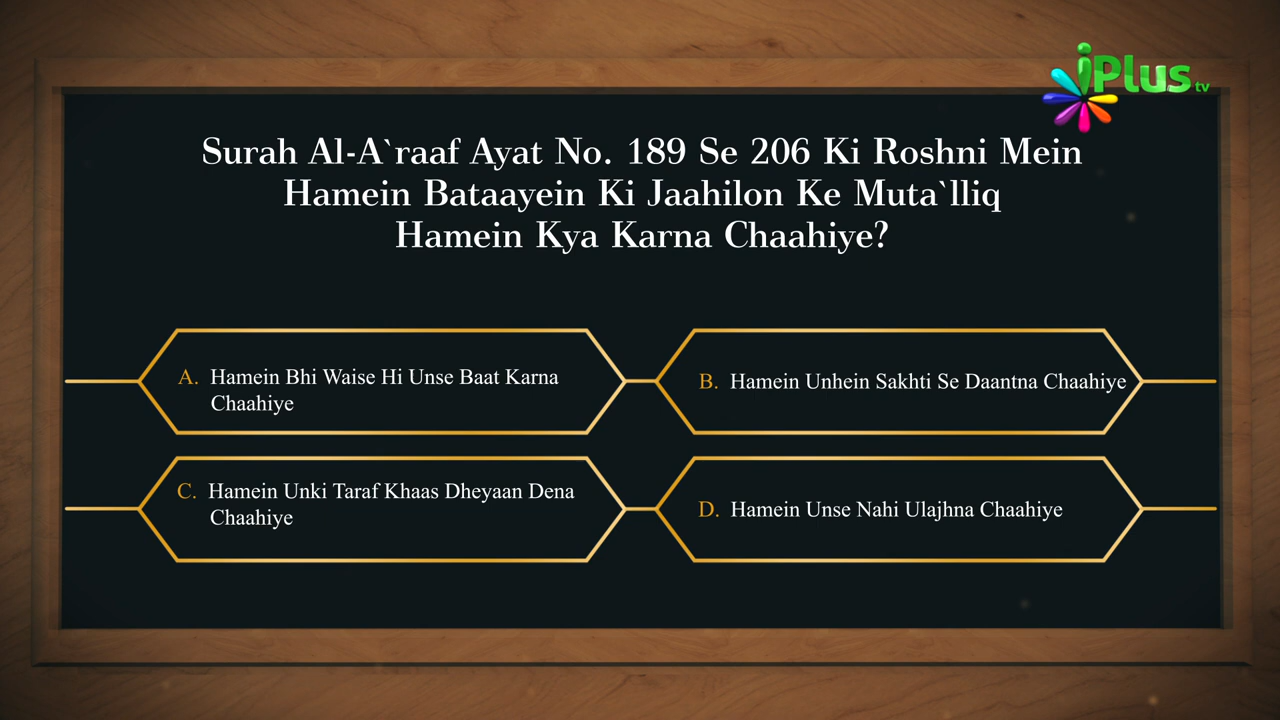 iPlus tv
Surah Al-A`raaf Ayat No. 189 Se 206 Ki Roshni Mein
Hamein Bataayein Ki Jaahilon Ke Muta`lliq
Hamein Kya Karna Chaahiye?
A. Hamein Bhi Waise Hi Unse Baat Karna
Chaahiye
B. Hamein Unhein Sakhti Se Daantna Chaahiye
C. Hamein Unki Taraf Khaas Dheyaan Dena
Chaahiye
D. Hamein Unse Nahi Ulajhna Chaahiye